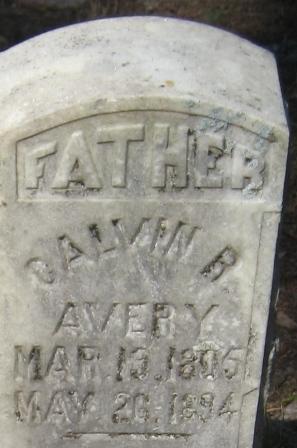 FATHER
CALVIN R.
AVERY
MAR. 13, 1805
MAY 26, 1894